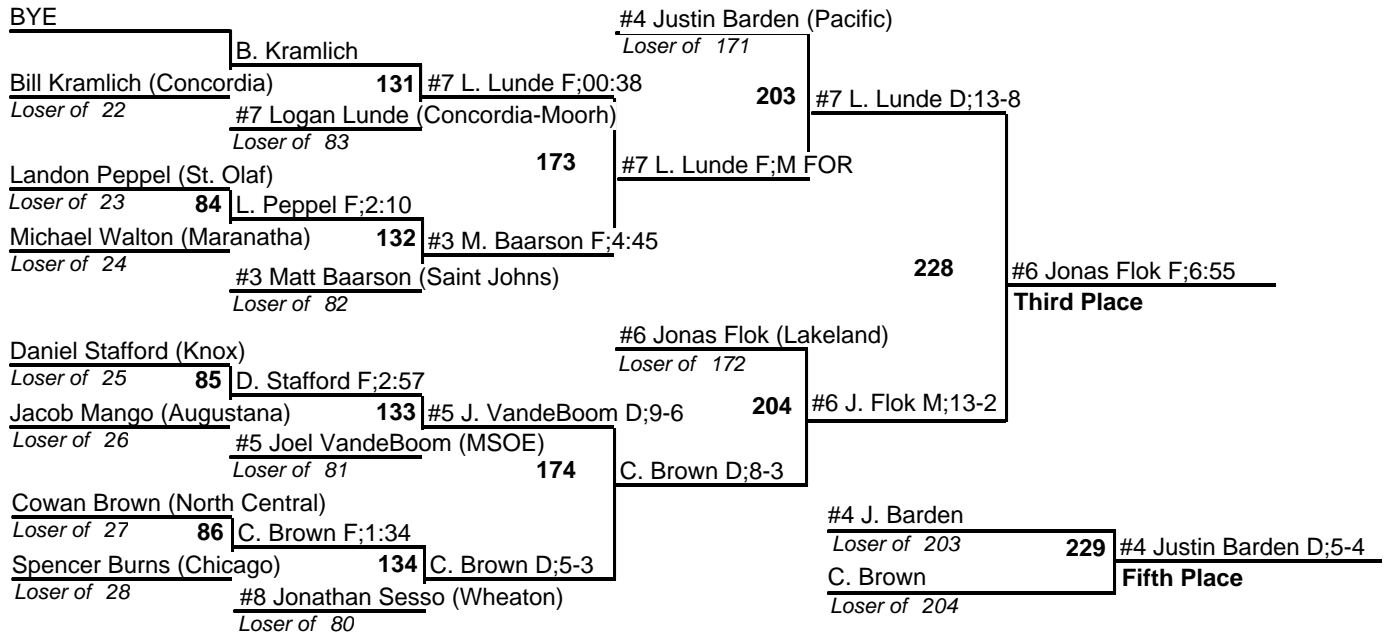 BYE
B. Kramlich
Bill Kramlich (Concordia)
Loser of 22
131
#7 L. Lunde F;00:38
#7 Logan Lunde (Concordia-Moorh)
Loser of 83
173
Landon Peppel (St. Olaf)
Loser of 23
84
L. Peppel F;2:10
Michael Walton (Maranatha)
Loser of 24
132
#3 M. Baarson F;4:45
#3 Matt Baarson (Saint Johns)
Loser of 82
#4 Justin Barden (Pacific)
Loser of 171
203
#7 L. Lunde D;13-8
#7 L. Lunde F;M FOR
228
#6 Jonas Flok F;6:55
Third Place
Daniel Stafford (Knox)
Loser of 25
85
D. Stafford F;2:57
Jacob Mango (Augustana)
Loser of 26
133
#5 J. VandeBoom D;9-6
#5 Joel VandeBoom (MSOE)
Loser of 81
174
Cowan Brown (North Central)
Loser of 27
86
C. Brown F;1:34
Spencer Burns (Chicago)
Loser of 28
134
C. Brown D;5-3
#8 Jonathan Sesso (Wheaton)
Loser of 80
#6 Jonas Flok (Lakeland)
Loser of 172
204
#6 J. Flok M;13-2
C. Brown D;8-3
#4 J. Barden
Loser of 203
229
#4 Justin Barden D;5-4
C. Brown
Fifth Place
Loser of 204